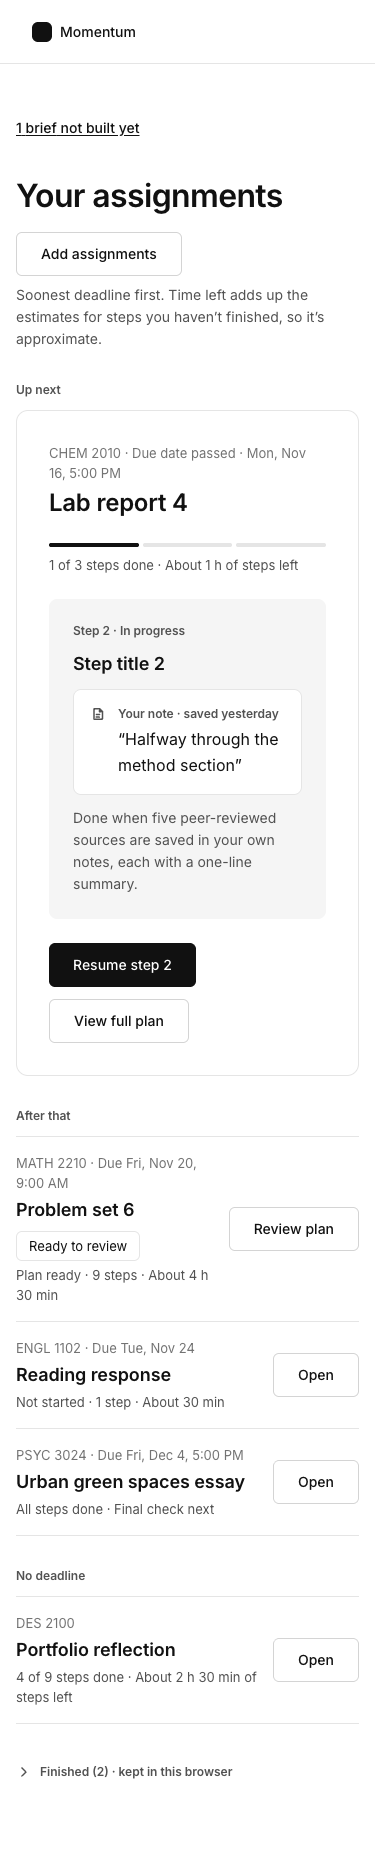 Momentum
1 brief not built yet
Your assignments
Add assignments
Soonest deadline first. Time left adds up the
estimates for steps you haven’t finished, so it’s
approximate.
Up next
CHEM 2010 · Due date passed · Mon, Nov
16, 5:00 PM
Lab report 4
1 of 3 steps done · About 1 h of steps left
Step 2 · In progress
Step title 2
Your note · saved yesterday
“Halfway through the
method section”
Done when five peer-reviewed
sources are saved in your own
notes, each with a one-line
summary.
Resume step 2
View full plan
After that
MATH 2210 · Due Fri, Nov 20,
9:00 AM
Problem set 6
Ready to review
Plan ready · 9 steps · About 4 h
30 min
Review plan
ENGL 1102 · Due Tue, Nov 24
Reading response
Not started · 1 step · About 30 min
Open
PSYC 3024 · Due Fri, Dec 4, 5:00 PM
Urban green spaces essay
All steps done · Final check next
Open
No deadline
DES 2100
Portfolio reflection
4 of 9 steps done · About 2 h 30 min of
steps left
Open
Finished (2) · kept in this browser